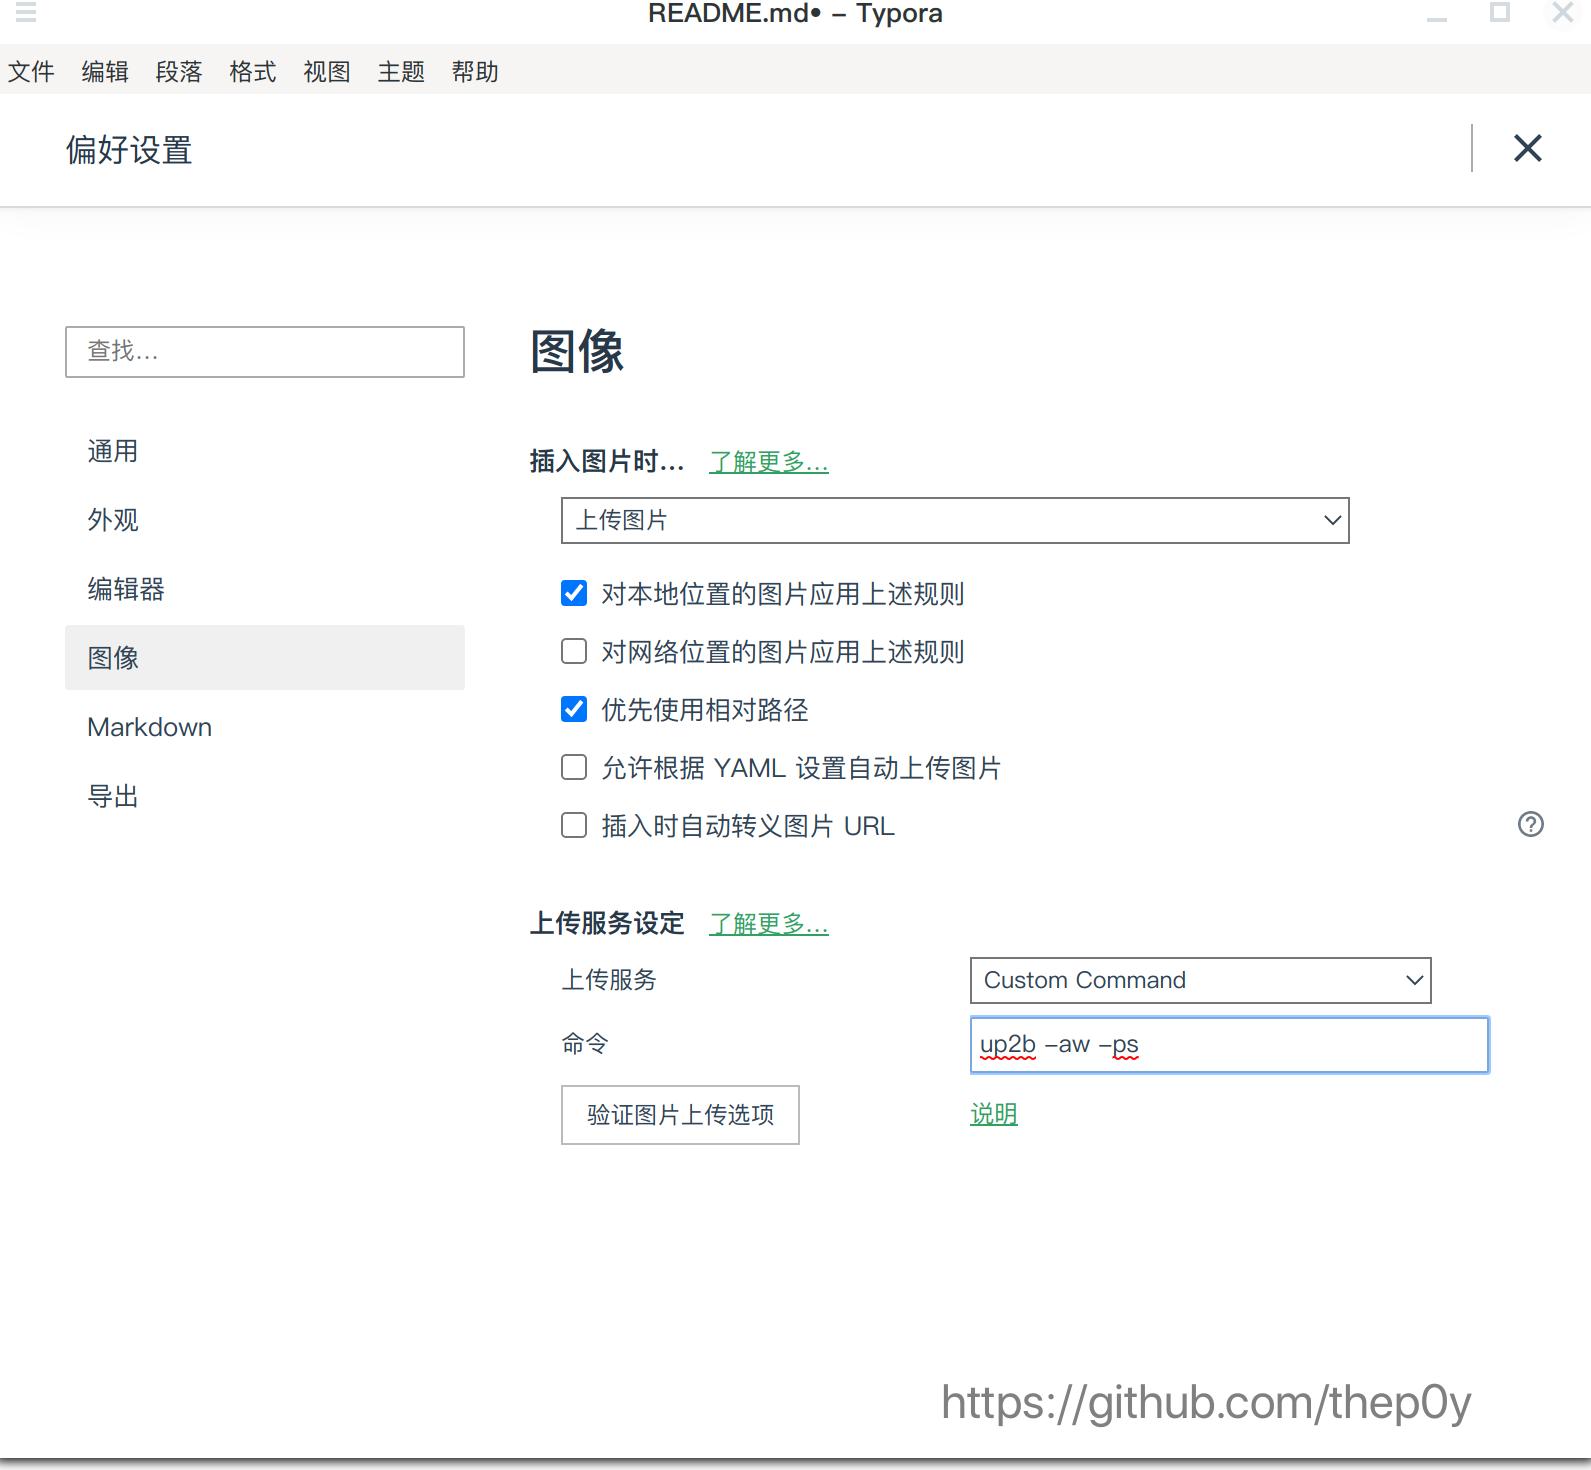 README.md• – Typora
文件 编辑 段落 格式 视图 主题 帮助
偏好设置
查找...
通用
外观
编辑器
图像
Markdown
导出
图像
插入图片时... 了解更多...
上传图片
对本地位置的图片应用上述规则
对网络位置的图片应用上述规则
优先使用相对路径
允许根据 YAML 设置自动上传图片
插入时自动转义图片 URL
上传服务设定 了解更多...
上传服务 Custom Command
命令 up2b –aw –ps
验证图片上传选项 说明
https://github.com/thep0y